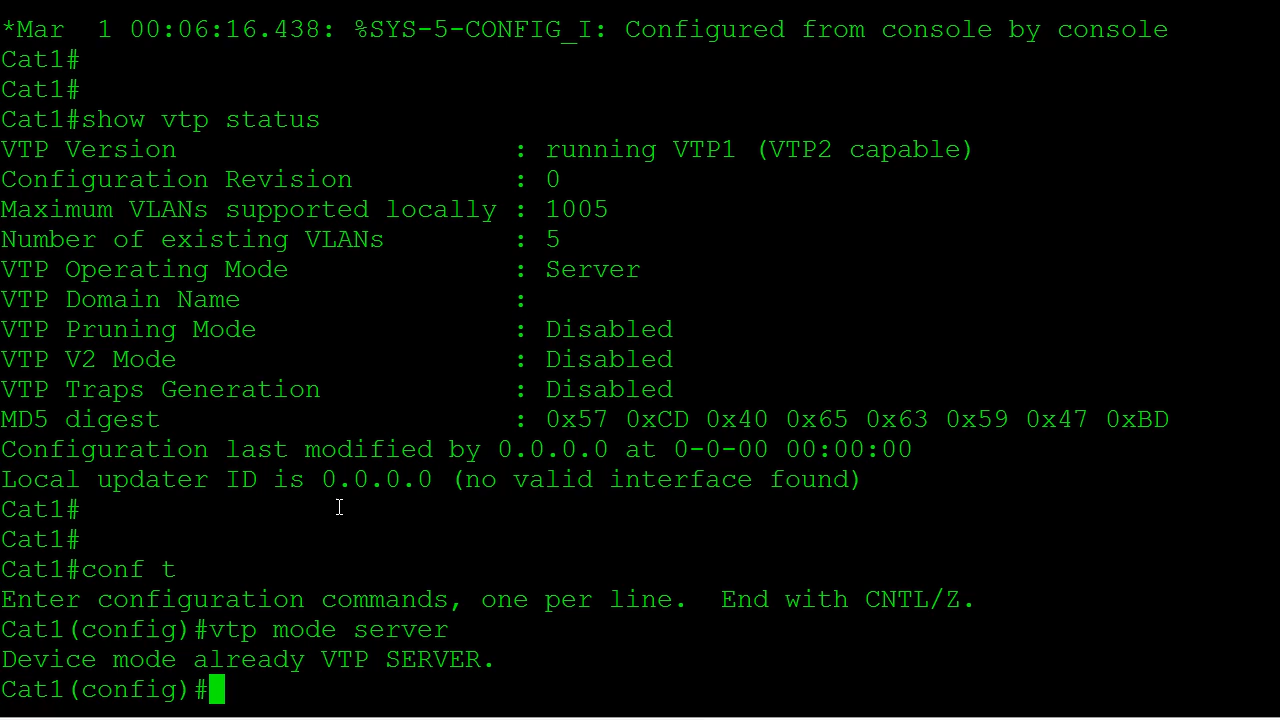 *Mar  1 00:06:16.438: %SYS-5-CONFIG_I: Configured from console by console
Cat1#
Cat1#
Cat1#show vtp status
VTP Version                     : running VTP1 (VTP2 capable)
Configuration Revision          : 0
Maximum VLANs supported locally : 1005
Number of existing VLANs        : 5
VTP Operating Mode              : Server
VTP Domain Name                 :
VTP Pruning Mode                : Disabled
VTP V2 Mode                     : Disabled
VTP Traps Generation            : Disabled
MD5 digest                      : 0x57 0xCD 0x40 0x65 0x63 0x59 0x47 0xBD
Configuration last modified by 0.0.0.0 at 0-0-00 00:00:00
Local updater ID is 0.0.0.0 (no valid interface found)
Cat1#
Cat1#
Cat1#conf t
Enter configuration commands, one per line.  End with CNTL/Z.
Cat1(config)#vtp mode server
Device mode already VTP SERVER.
Cat1(config)#